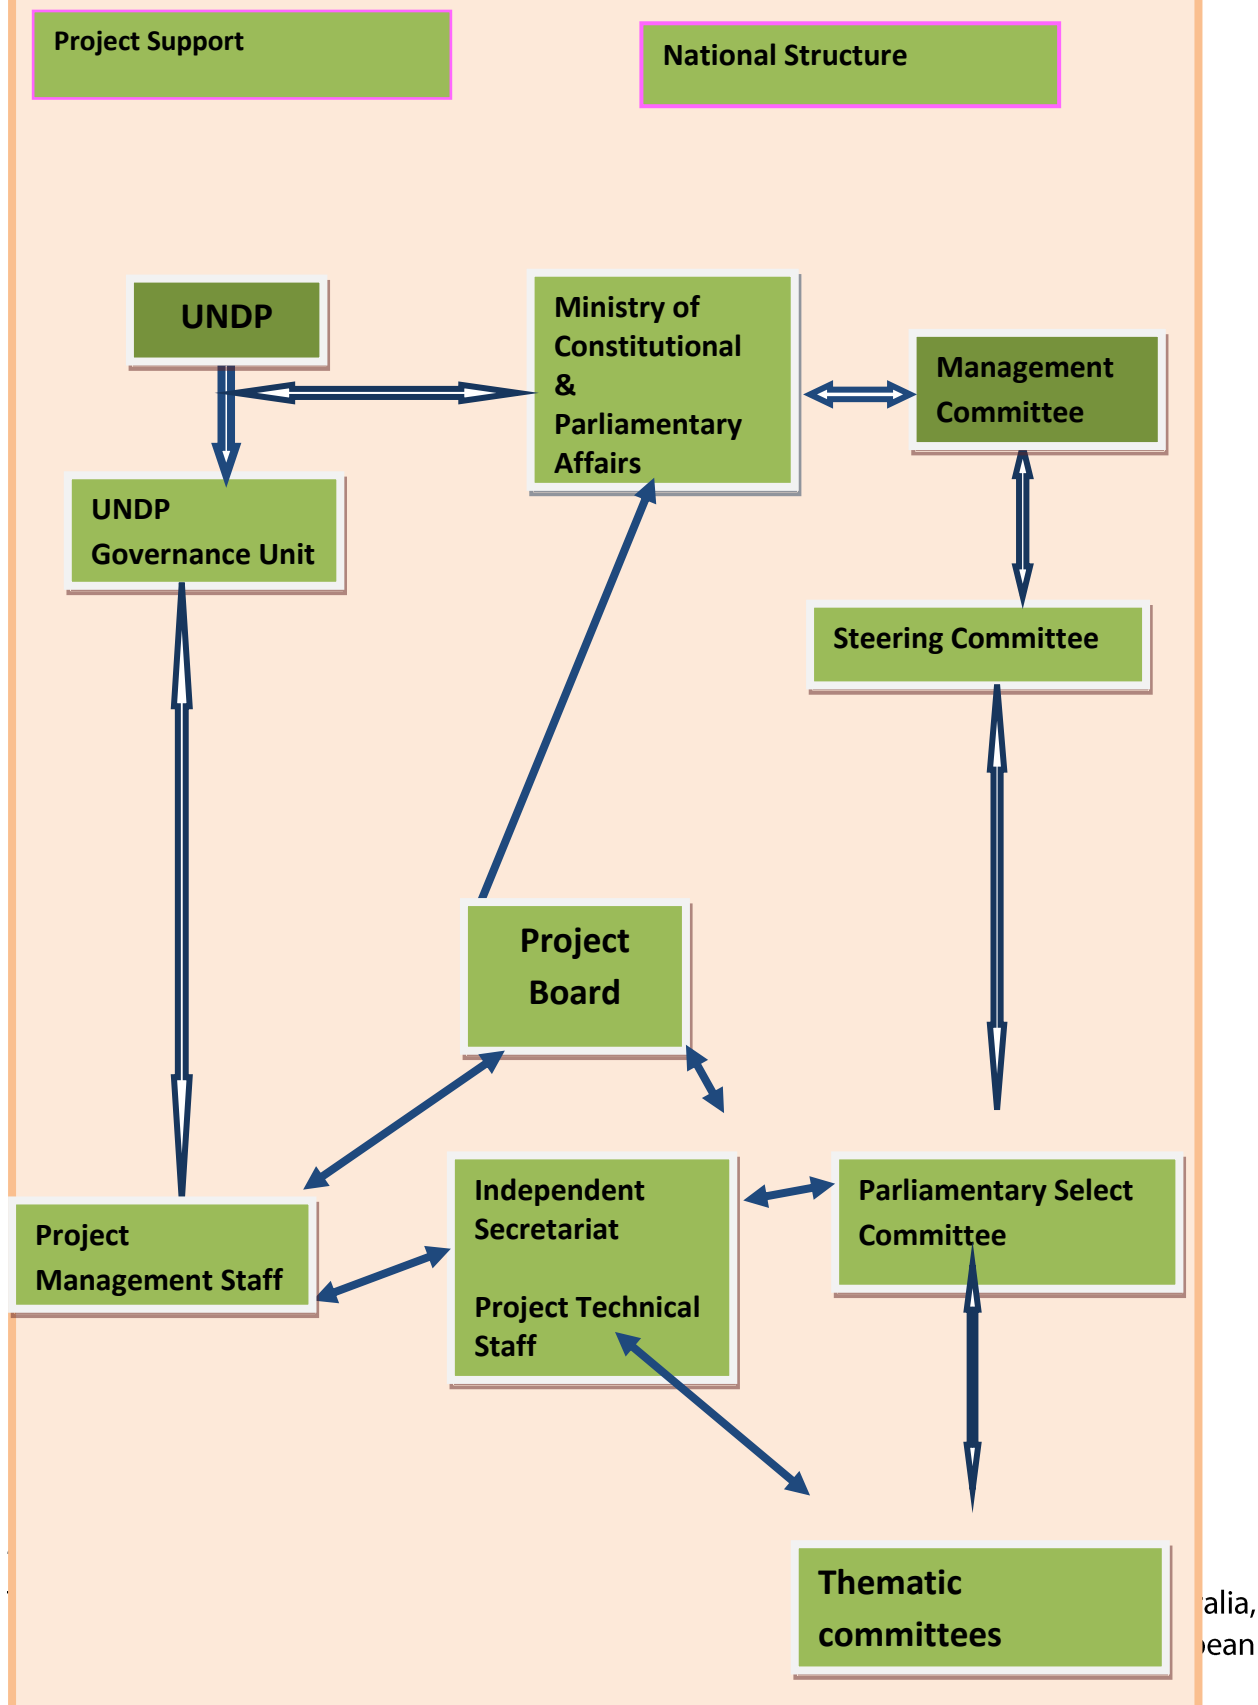 Project Support
National Structure
UNDP
Ministry of
Constitutional
&
Parliamentary
Affairs
Management
Committee
UNDP
Governance Unit
Steering Committee
Project
Board
Independent
Secretariat
Project Technical
Staff
Parliamentary Select
Committee
Project
Management Staff
Thematic
committees